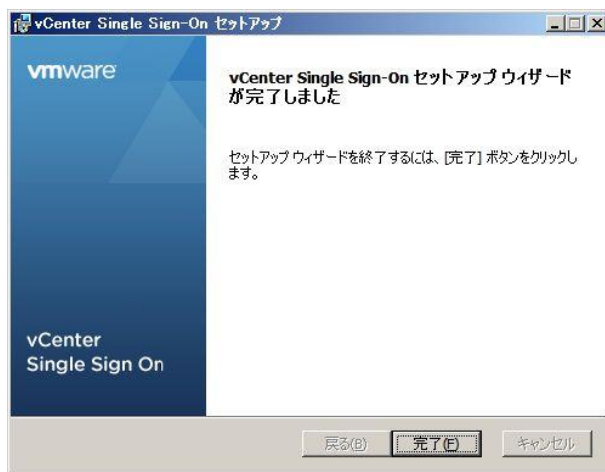 vCenter Single Sign-On セットアップ
vmware
vCenter Single Sign-On セットアップ ウィザード
が完了しました
セットアップ ウィザードを終了するには、[完了] ボタンをクリックし
ます。
vCenter
Single Sign On
戻る(B)
完了(F)
キャンセル